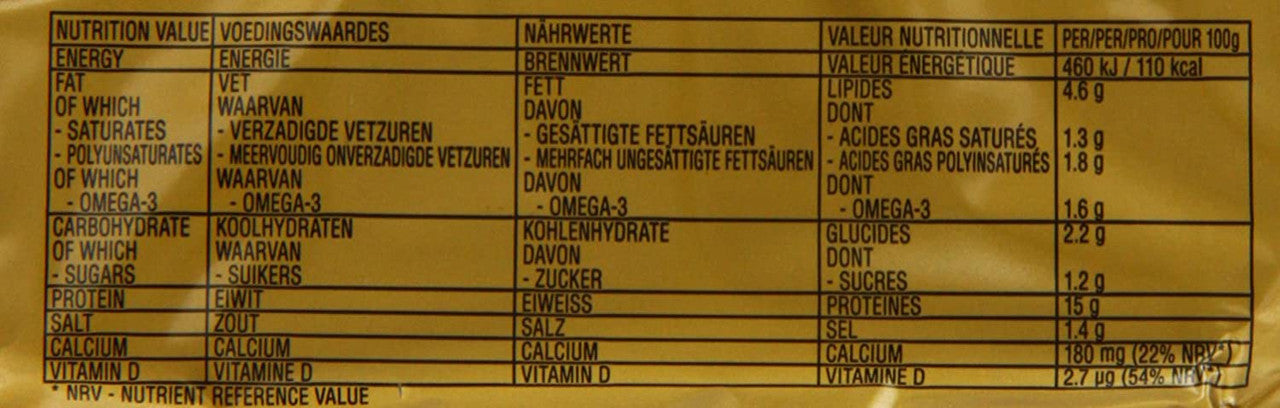 NUTRITION VALUE VOEDINGSWAARDES NÄHRWERTE VALEUR NUTRITIONNELLE PER/PER/PRO/POUR 100g
ENERGY ENERGIE BRENNWERT VALEUR ÉNERGÉTIQUE 460 kJ / 110 kcal
FAT VET FETT LIPIDES 4.6 g
OF WHICH WAARVAN DAVON DONT
- SATURATES - VERZADIGDE VETZUREN - GESÄTTIGTE FETTSÄUREN - ACIDES GRAS SATURÉS 1.3 g
- POLYUNSATURATES - MEERVOUDIG ONVERZADIGDE VETZUREN - MEHRFACH UNGESÄTTIGTE FETTSÄUREN - ACIDES GRAS POLYINSATURÉS 1.8 g
OF WHICH WAARVAN DAVON DONT
- OMEGA-3 - OMEGA-3 - OMEGA-3 - OMEGA-3 1.6 g
CARBOHYDRATE KOOLHYDRATEN KOHLENHYDRATE GLUCIDES 2.2 g
OF WHICH WAARVAN DAVON DONT
- SUGARS - SUIKERS - ZUCKER - SUCRES 1.2 g
PROTEIN EIWIT EIWEISS PROTEINES 15 g
SALT ZOUT SALZ SEL 1.4 g
CALCIUM CALCIUM CALCIUM CALCIUM 180 mg (22% NRV*)
VITAMIN D VITAMINE D VITAMIN D VITAMINE D 2.7 µg (54% NRV*)
* NRV - NUTRIENT REFERENCE VALUE